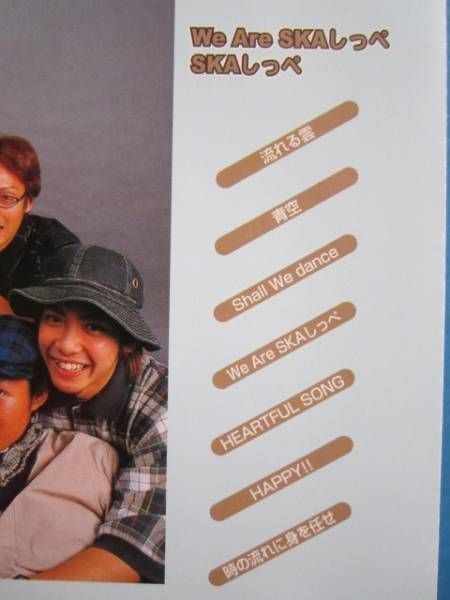 We Are SKAしっぺ
SKAしっぺ
流れる雲
青空
Shall We dance
We Are SKAしっぺ
HEARTFUL SONG
HAPPY!!
時の流れに身を任せ